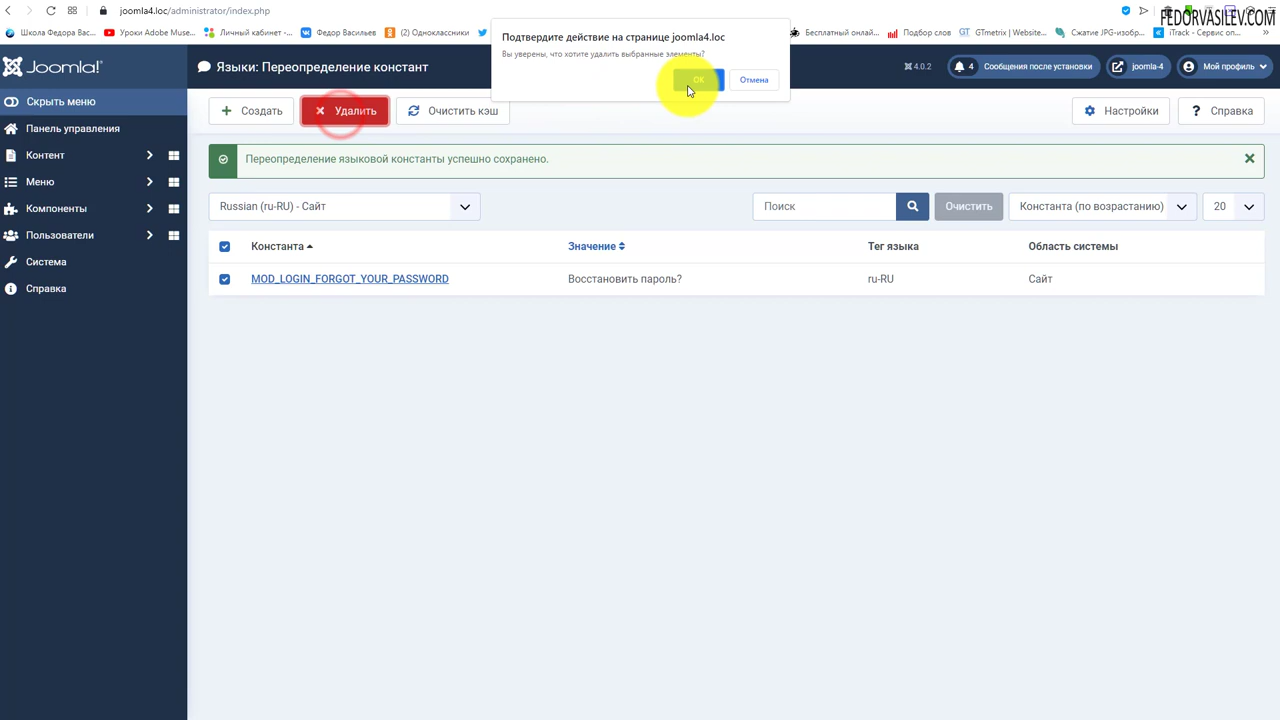 joomla4.loc/administrator/index.php
FEDORVASILEV.COM
Школа Федора Вас...
Уроки Adobe Muse...
Личный кабинет -...
Федор Васильев
(2) Одноклассники
Бесплатный онлай...
Подбор слов
GTmetrix | Website...
Сжатие JPG-изобр...
iTrack - Сервис оп...
Подтвердите действие на странице joomla4.loc
Вы уверены, что хотите удалить выбранные элементы?
OK
Отмена
Joomla!
Языки: Переопределение констант
4.0.2
4 Сообщения после установки
joomla-4
Мой профиль
Скрыть меню
Панель управления
Контент
Меню
Компоненты
Пользователи
Система
Справка
Создать
Удалить
Очистить кэш
Настройки
Справка
Переопределение языковой константы успешно сохранено.
Russian (ru-RU) - Сайт
Поиск
Очистить
Константа (по возрастанию)
20
Константа
Значение
Тег языка
Область системы
MOD_LOGIN_FORGOT_YOUR_PASSWORD
Восстановить пароль?
ru-RU
Сайт